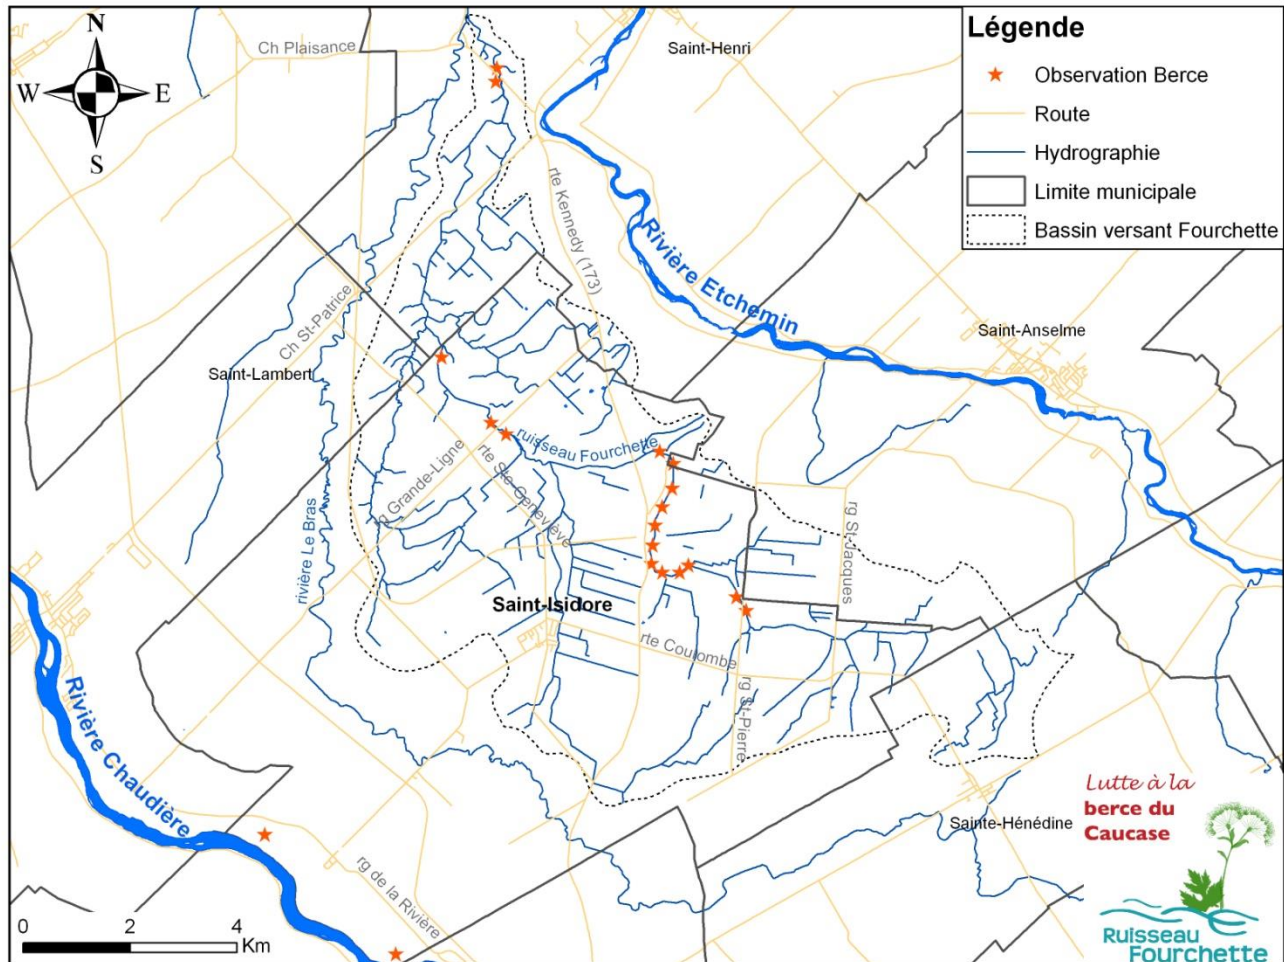 N
W
E
S
Ch Plaisance
Saint-Henri
Légende
Observation Berce
Route
Hydrographie
Limite municipale
Bassin versant Fourchette
rte Kennedy (173)
Rivière Etchemin
Saint-Anselme
Ch St-Patrice
Saint-Lambert
ruisseau Fourchette
rg Grande-Ligne
rte Ste-Geneviève
rivière Le Bras
rg St-Jacques
Saint-Isidore
rte Coulombe
rg St-Pierre
Rivière Chaudière
Sainte-Hénédine
rg de la Rivière
Lutte à la
berce du
Caucase
Ruisseau
Fourchette
0 2 4
Km